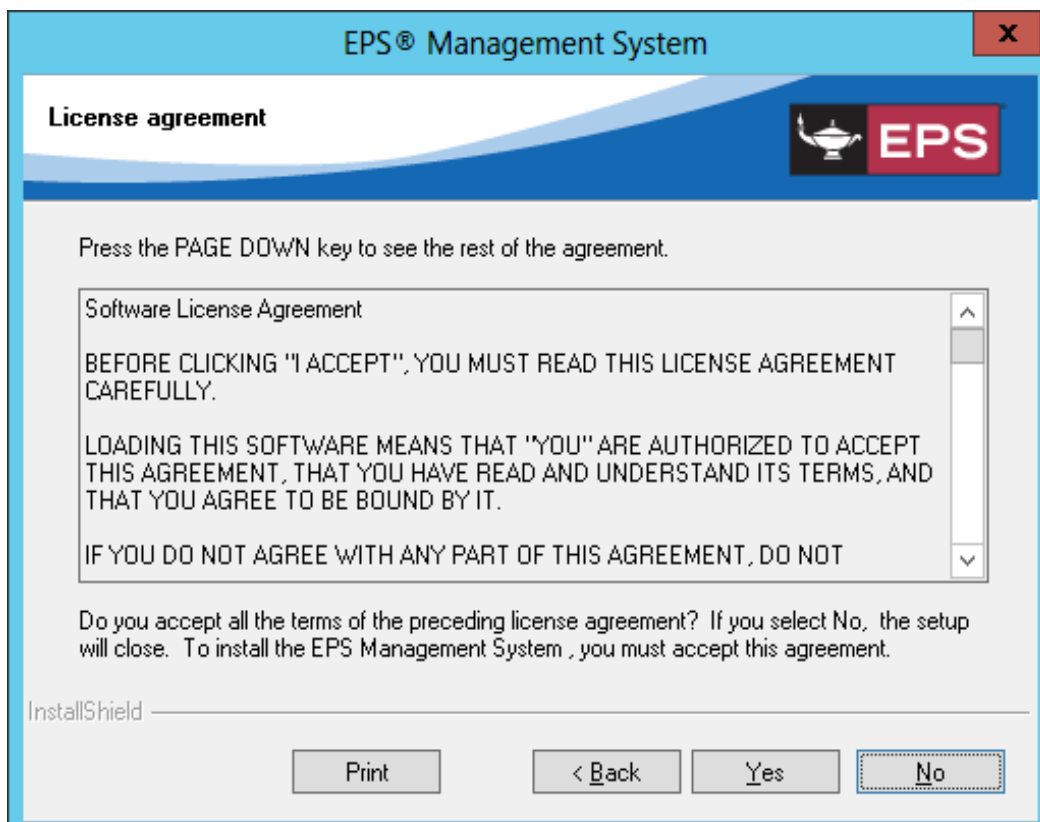 EPS® Management System
x
License agreement
EPS
Press the PAGE DOWN key to see the rest of the agreement.
Software License Agreement
BEFORE CLICKING "I ACCEPT", YOU MUST READ THIS LICENSE AGREEMENT
CAREFULLY.
LOADING THIS SOFTWARE MEANS THAT "YOU" ARE AUTHORIZED TO ACCEPT
THIS AGREEMENT, THAT YOU HAVE READ AND UNDERSTAND ITS TERMS, AND
THAT YOU AGREE TO BE BOUND BY IT.
IF YOU DO NOT AGREE WITH ANY PART OF THIS AGREEMENT, DO NOT
Do you accept all the terms of the preceding license agreement?  If you select No,  the setup
will close.  To install the EPS Management System , you must accept this agreement.
InstallShield
Print
< Back
Yes
No